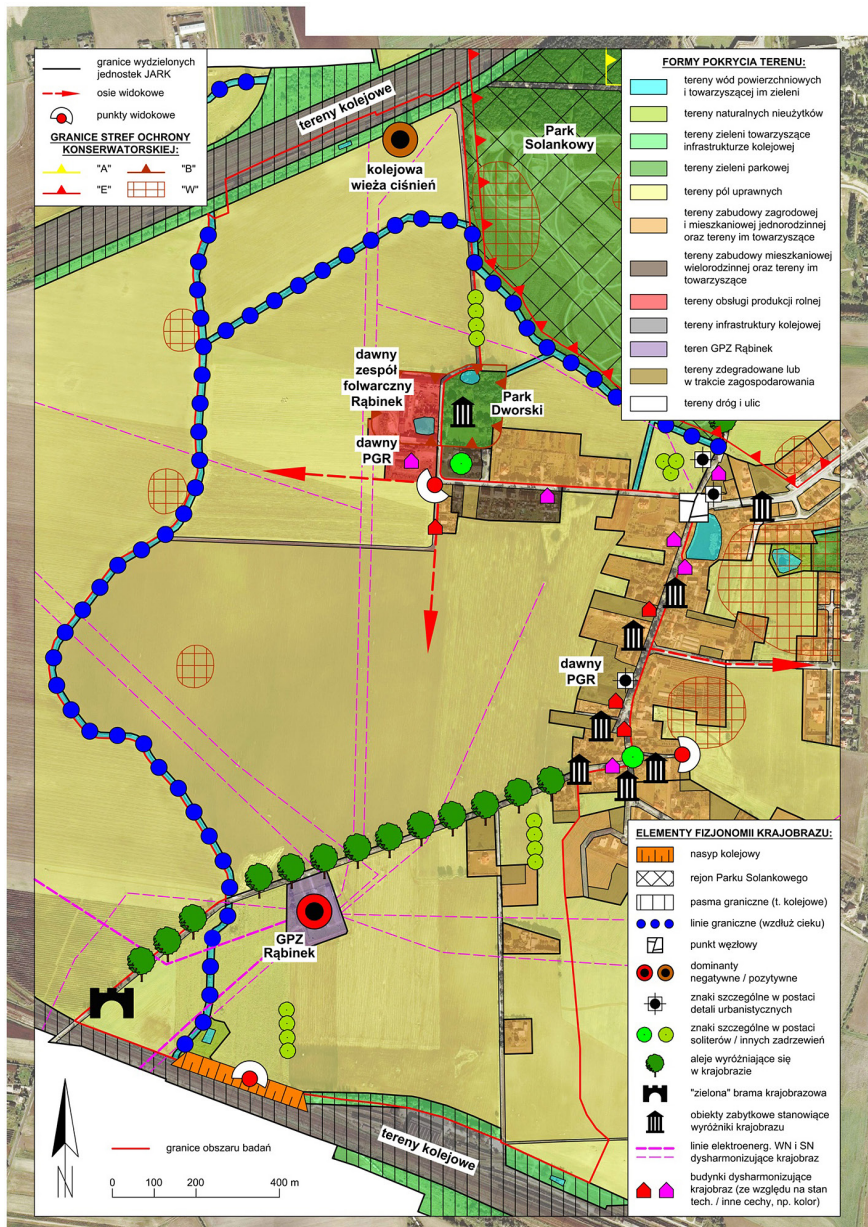 granice wydzielonych
jednostek JARK
osie widokowe
punkty widokowe
GRANICE STREF OCHRONY
KONSERWATORSKIEJ:
"A"
"B"
"E"
"W"
tereny kolejowe
kolejowa
wieża ciśnień
Park
Solankowy
dawny
zespół
folwarczny
Rąbinek
Park
Dworski
dawny
PGR
dawny
PGR
GPZ
Rąbinek
tereny kolejowe
granice obszaru badań
N
0 100 200 400 m
FORMY POKRYCIA TERENU:
tereny wód powierzchniowych
i towarzyszącej im zieleni
tereny naturalnych nieużytków
tereny zieleni towarzyszące
infrastrukturze kolejowej
tereny zieleni parkowej
tereny pól uprawnych
tereny zabudowy zagrodowej
i mieszkaniowej jednorodzinnej
oraz tereny im towarzyszące
tereny zabudowy mieszkaniowej
wielorodzinnej oraz tereny im
towarzyszące
tereny obsługi produkcji rolnej
tereny infrastruktury kolejowej
teren GPZ Rąbinek
tereny zdegradowane lub
w trakcie zagospodarowania
tereny dróg i ulic
ELEMENTY FIZJONOMII KRAJOBRAZU:
nasyp kolejowy
rejon Parku Solankowego
pasma graniczne (t. kolejowe)
linie graniczne (wzdłuż cieku)
punkt węzłowy
dominanty
negatywne / pozytywne
znaki szczególne w postaci
detali urbanistycznych
znaki szczególne w postaci
soliterów / innych zadrzewień
aleje wyróżniające się
w krajobrazie
"zielona" brama krajobrazowa
obiekty zabytkowe stanowiące
wyróżniki krajobrazu
linie elektroenerg. WN i SN
dysharmonizujące krajobraz
budynki dysharmonizujące
krajobraz (ze względu na stan
tech. / inne cechy, np. kolor)